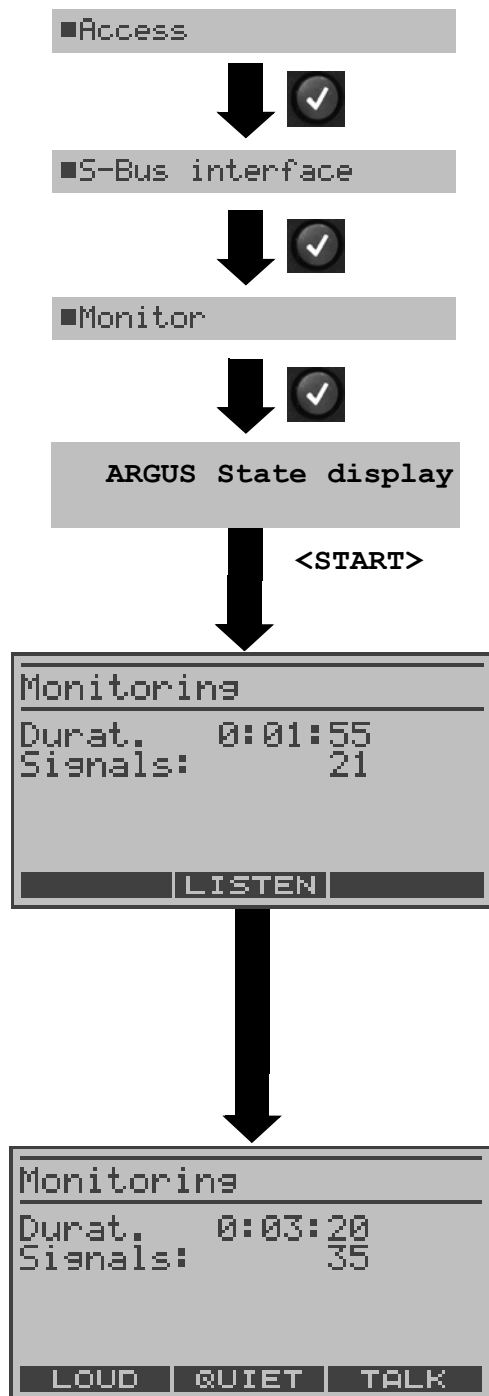 ■Access
■S-Bus interface
■Monitor
ARGUS State display
<START>
Monitoring
Durat. 0:01:55
Signals: 21
LISTEN
Monitoring
Durat. 0:03:20
Signals: 35
LOUD QUIET TALK